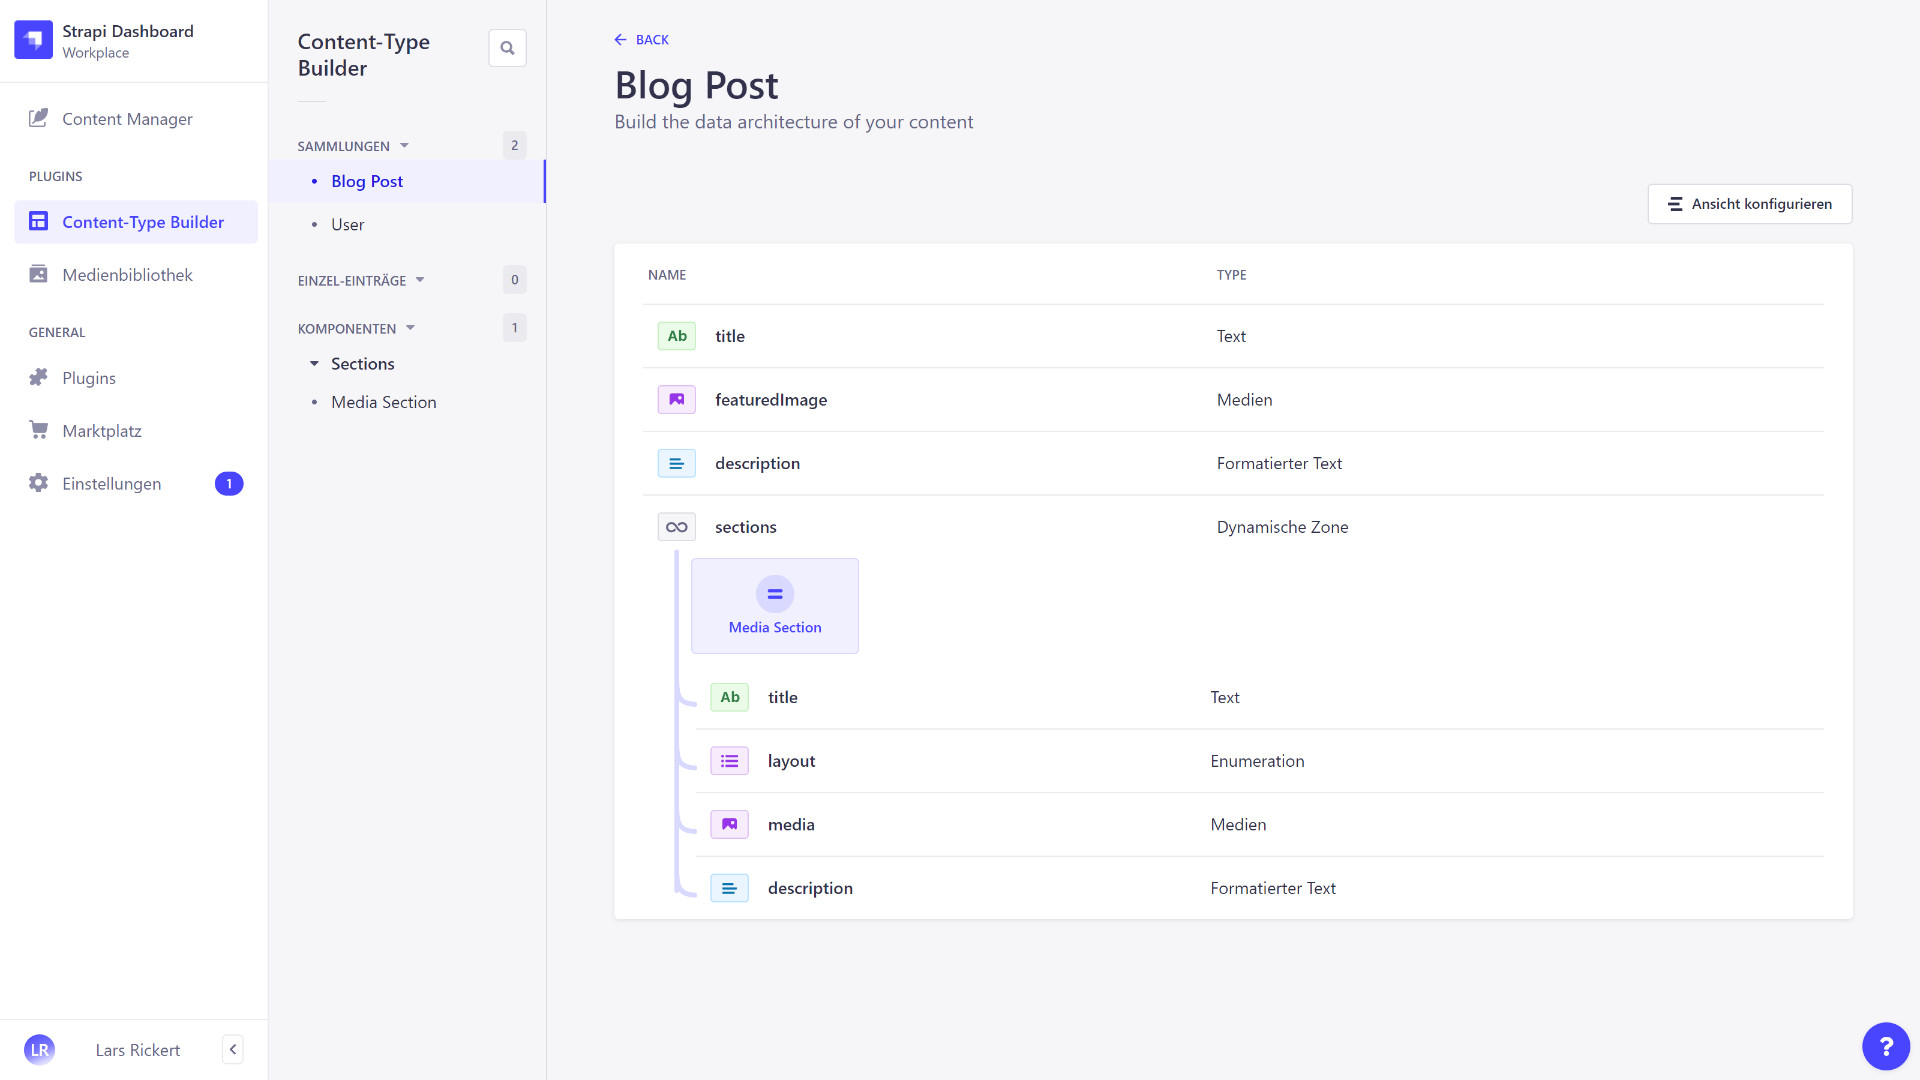 Strapi Dashboard
Workplace
Content Manager
PLUGINS
Content-Type Builder
Medienbibliothek
GENERAL
Plugins
Marktplatz
Einstellungen 1
LR Lars Rickert
Content-Type
Builder
SAMMLUNGEN 2
Blog Post
User
EINZEL-EINTRÄGE 0
KOMPONENTEN 1
Sections
Media Section
BACK
Blog Post
Build the data architecture of your content
Ansicht konfigurieren
NAME TYPE
Ab title Text
featuredImage Medien
description Formatierter Text
sections Dynamische Zone
Media Section
Ab title Text
layout Enumeration
media Medien
description Formatierter Text
?